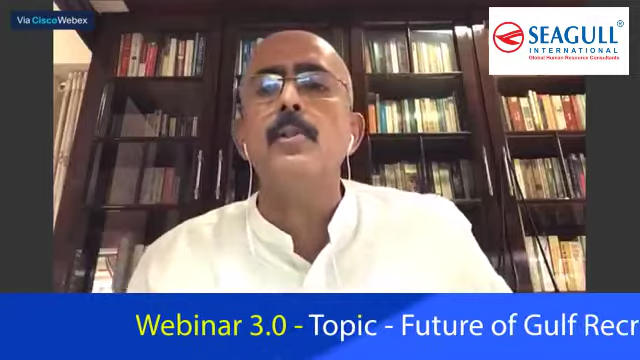 Via CiscoWebex
SEAGULL®
INTERNATIONAL
Global Human Resource Consultants
Webinar 3.0 - Topic - Future of Gulf Recr